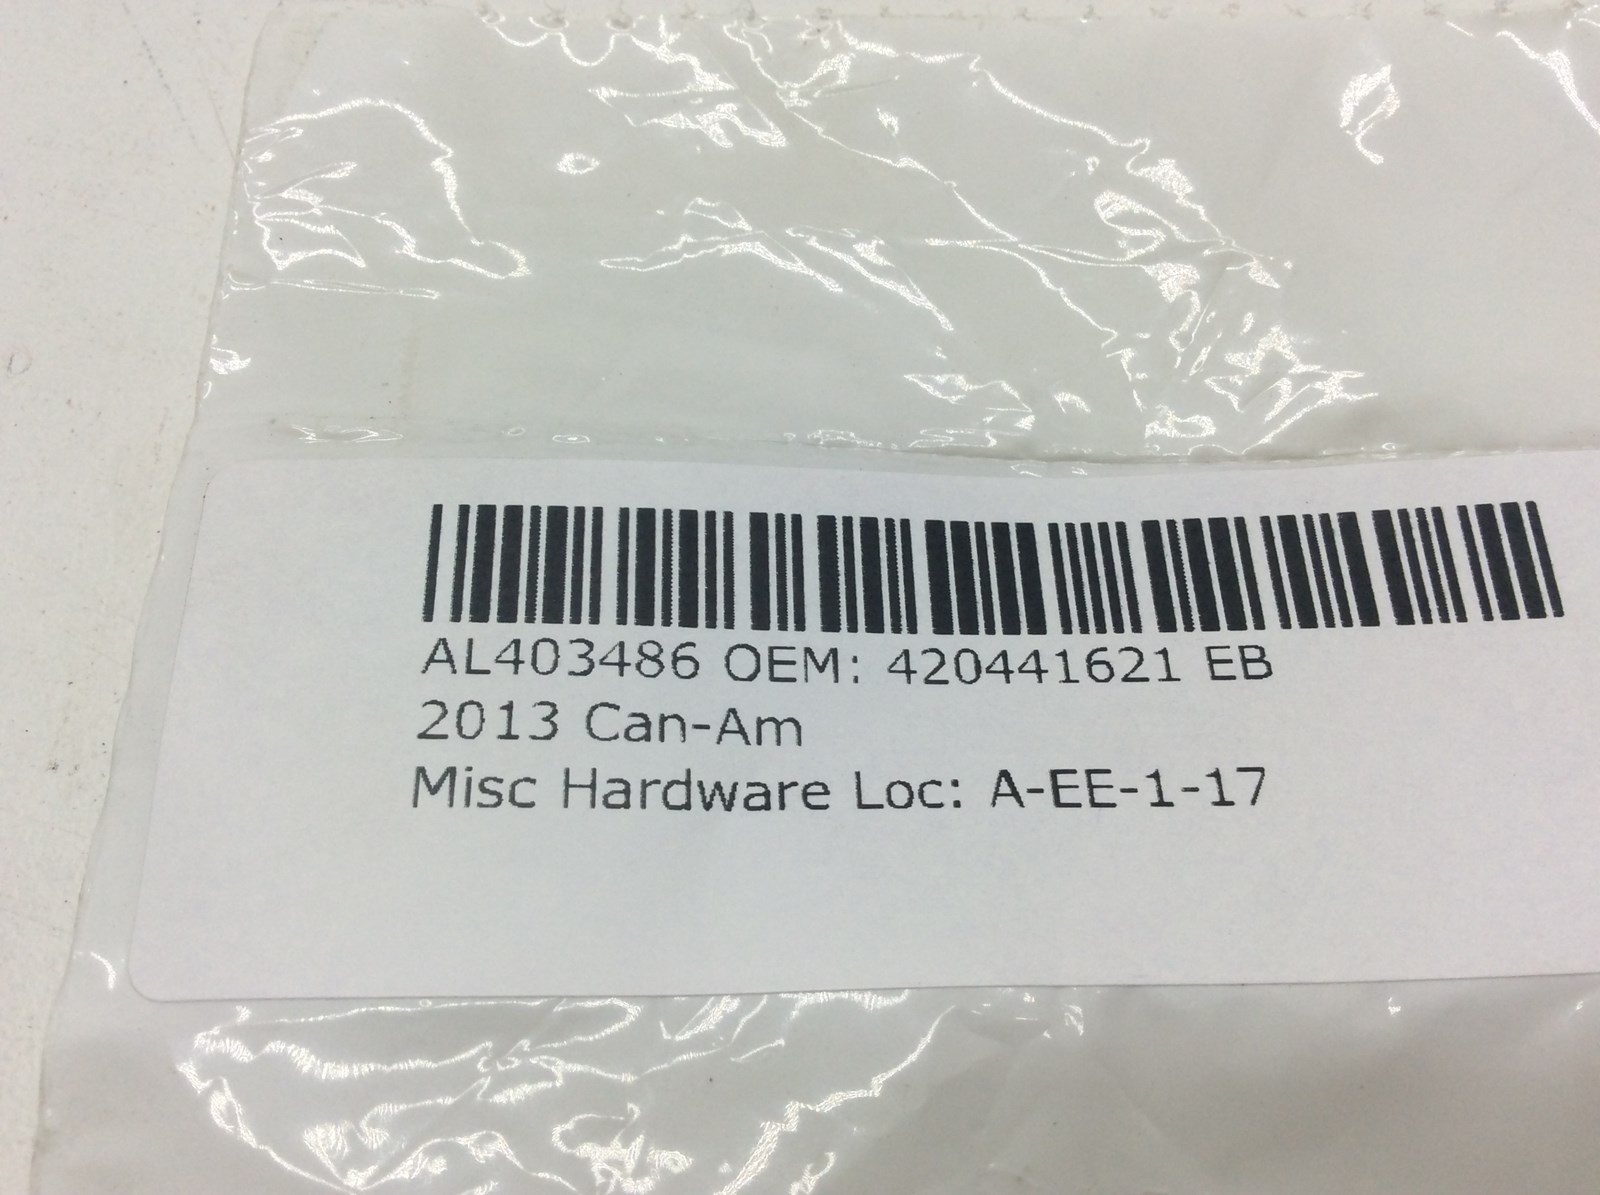 AL403486 OEM: 420441621 EB
2013 Can-Am
Misc Hardware Loc: A-EE-1-17